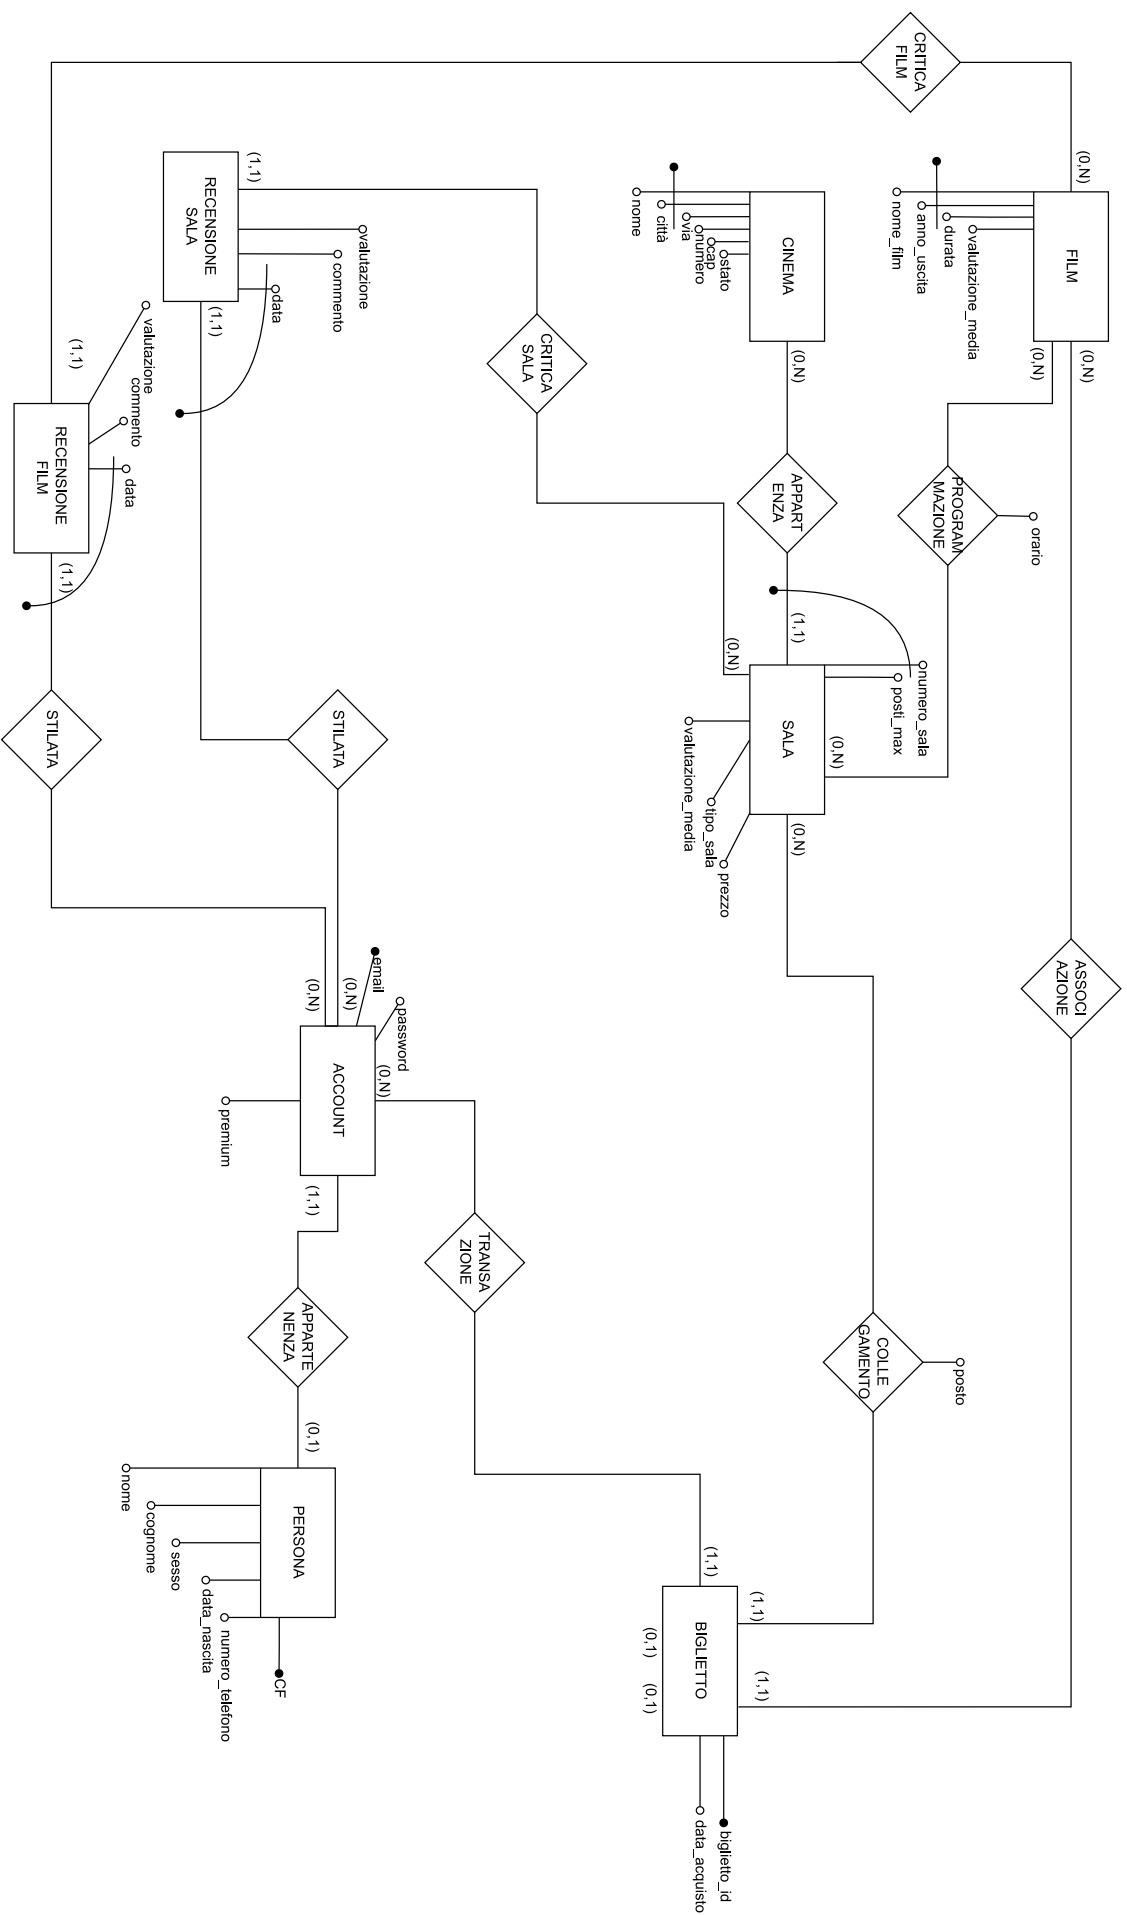 CRITICA
FILM
(0,N)
FILM
nome_film
anno_uscita
durata
valutazione_media
(0,N)
(0,N)
CINEMA
nome
città
via
numero
cap
stato
(0,N)
(1,1)
RECENSIONE
SALA
valutazione
commento
data
(1,1)
CRITICA
SALA
(1,1)
valutazione
commento
data
RECENSIONE
FILM
(1,1)
APPART
ENZA
PROGRAM
MAZIONE
orario
(1,1)
(0,N)
SALA
numero_sala
posti_max
(0,N)
valutazione_media
tipo_sala
prezzo
(0,N)
STILATA
STILATA
ASSOCI
AZIONE
(0,N)
(0,N)
email
password
(0,N)
ACCOUNT
premium
(1,1)
TRANSA
ZIONE
COLLE
GAMENTO
posto
APPARTE
NENZA
(0,1)
PERSONA
nome
cognome
sesso
data_nascita
numero_telefono
CF
(1,1)
(1,1)
(1,1)
BIGLIETTO
(0,1)
(0,1)
biglietto_id
data_acquisto